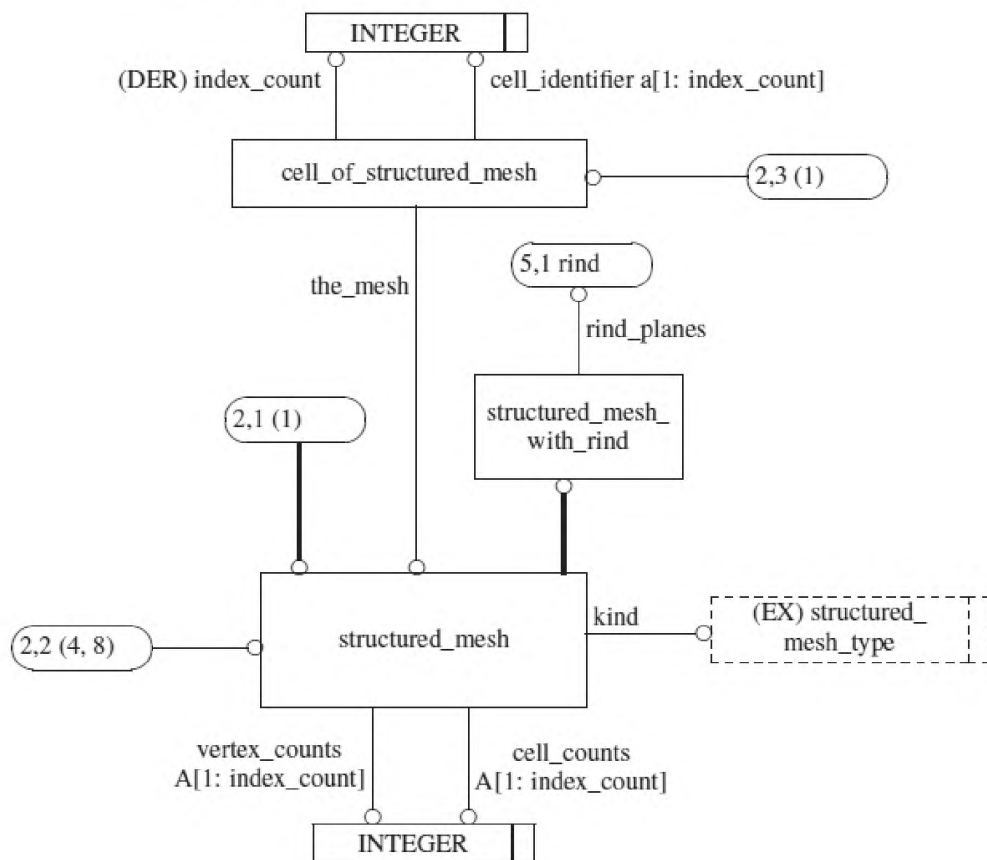 INTEGER
(DER) index_count
cell_identifier a[1: index_count]
cell_of_structured_mesh
2,3 (1)
5,1 rind
the_mesh
rind_planes
2,1 (1)
structured_mesh_
with_rind
kind
(EX) structured_
mesh_type
2,2 (4, 8)
structured_mesh
vertex_counts
A[1: index_count]
cell_counts
A[1: index_count]
INTEGER